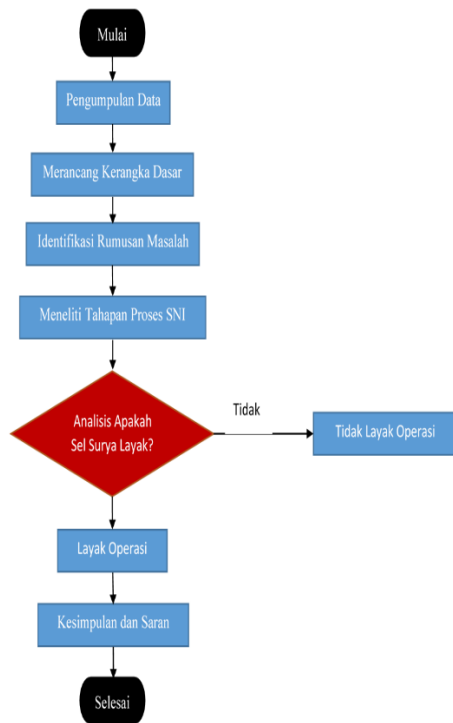 Mulai
Pengumpulan Data
Merancang Kerangka Dasar
Identifikasi Rumusan Masalah
Meneliti Tahapan Proses SNI
Analisis Apakah
Sel Surya Layak?
Tidak
Tidak Layak Operasi
Layak Operasi
Kesimpulan dan Saran
Selesai